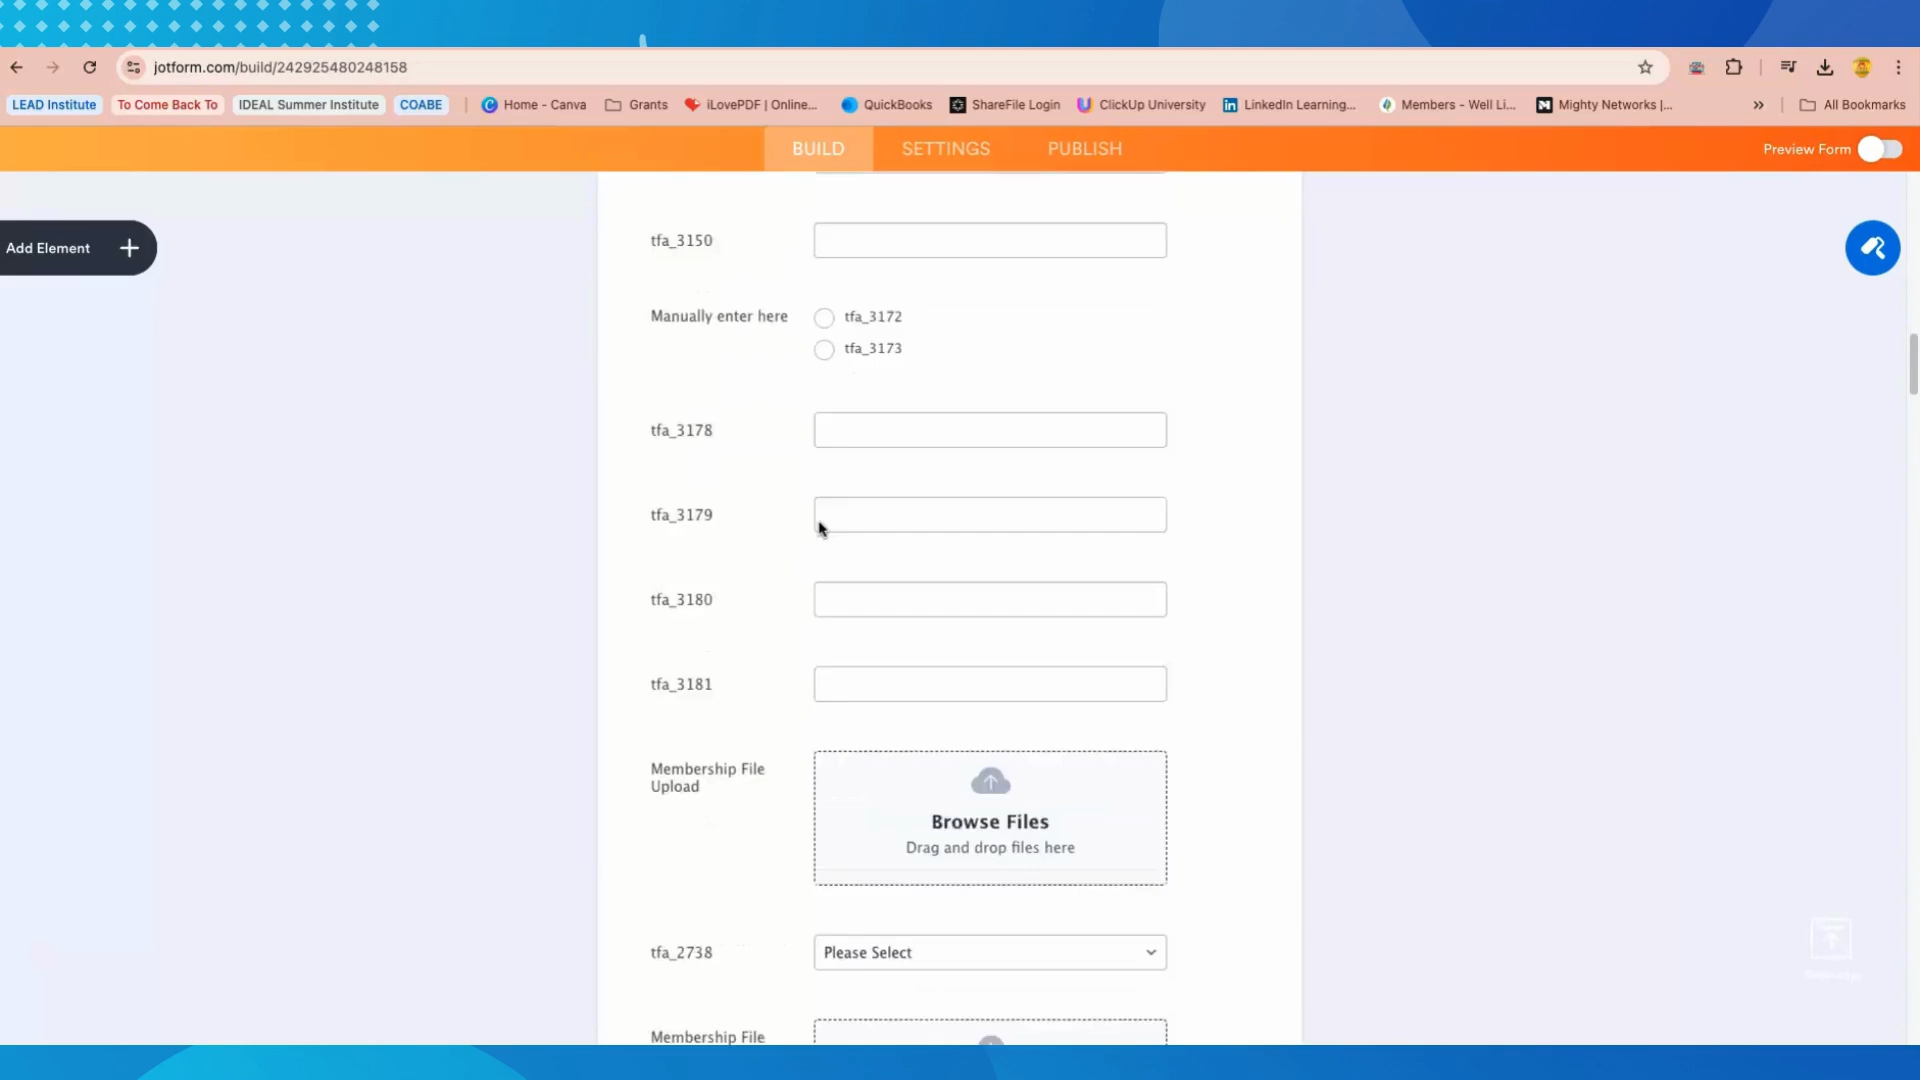 jotform.com/build/242925480248158
LEAD Institute
To Come Back To
IDEAL Summer Institute
COABE
Home - Canva
Grants
iLovePDF | Online...
QuickBooks
ShareFile Login
ClickUp University
LinkedIn Learning...
Members - Well Li...
Mighty Networks |...
All Bookmarks
BUILD
SETTINGS
PUBLISH
Preview Form
Add Element
tfa_3150
Manually enter here
tfa_3172
tfa_3173
tfa_3178
tfa_3179
tfa_3180
tfa_3181
Membership File
Upload
Browse Files
Drag and drop files here
tfa_2738
Please Select
Membership File